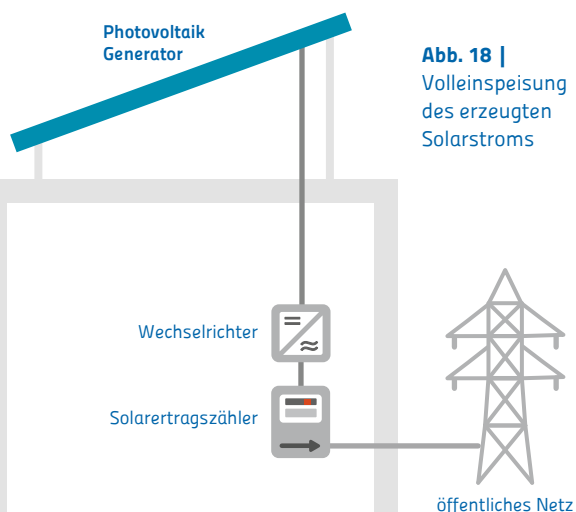 Photovoltaik
Generator
Abb. 18 |
Volleinspeisung
des erzeugten
Solarstroms
Wechselrichter
Solarertragszähler
öffentliches Netz